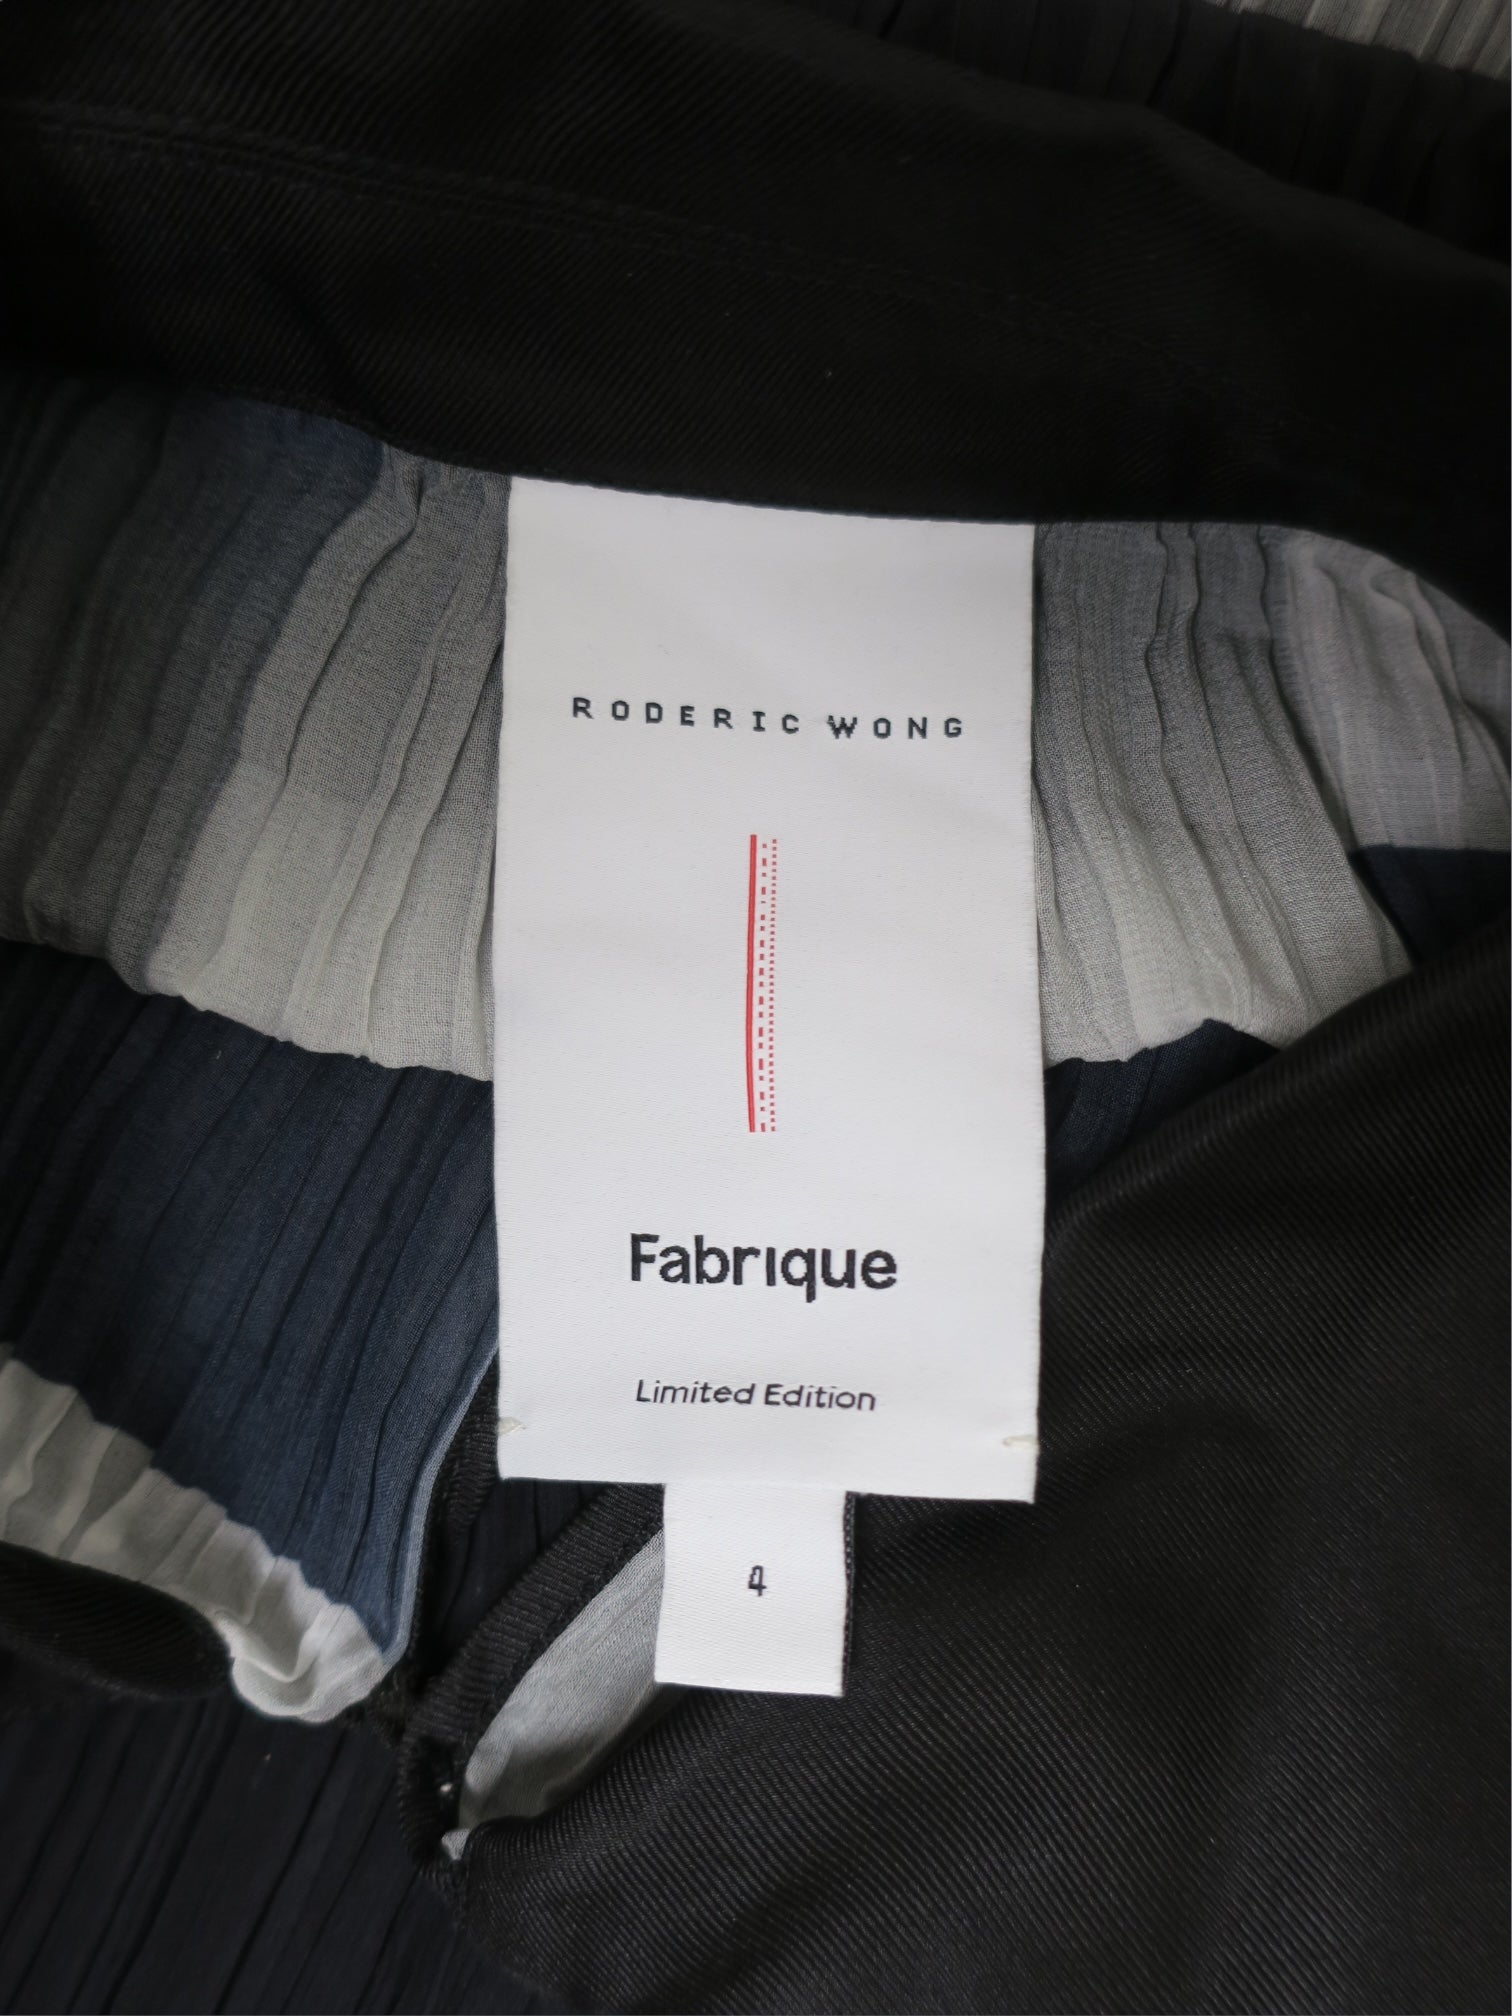 RODERIC WONG
Fabrique
Limited Edition
4